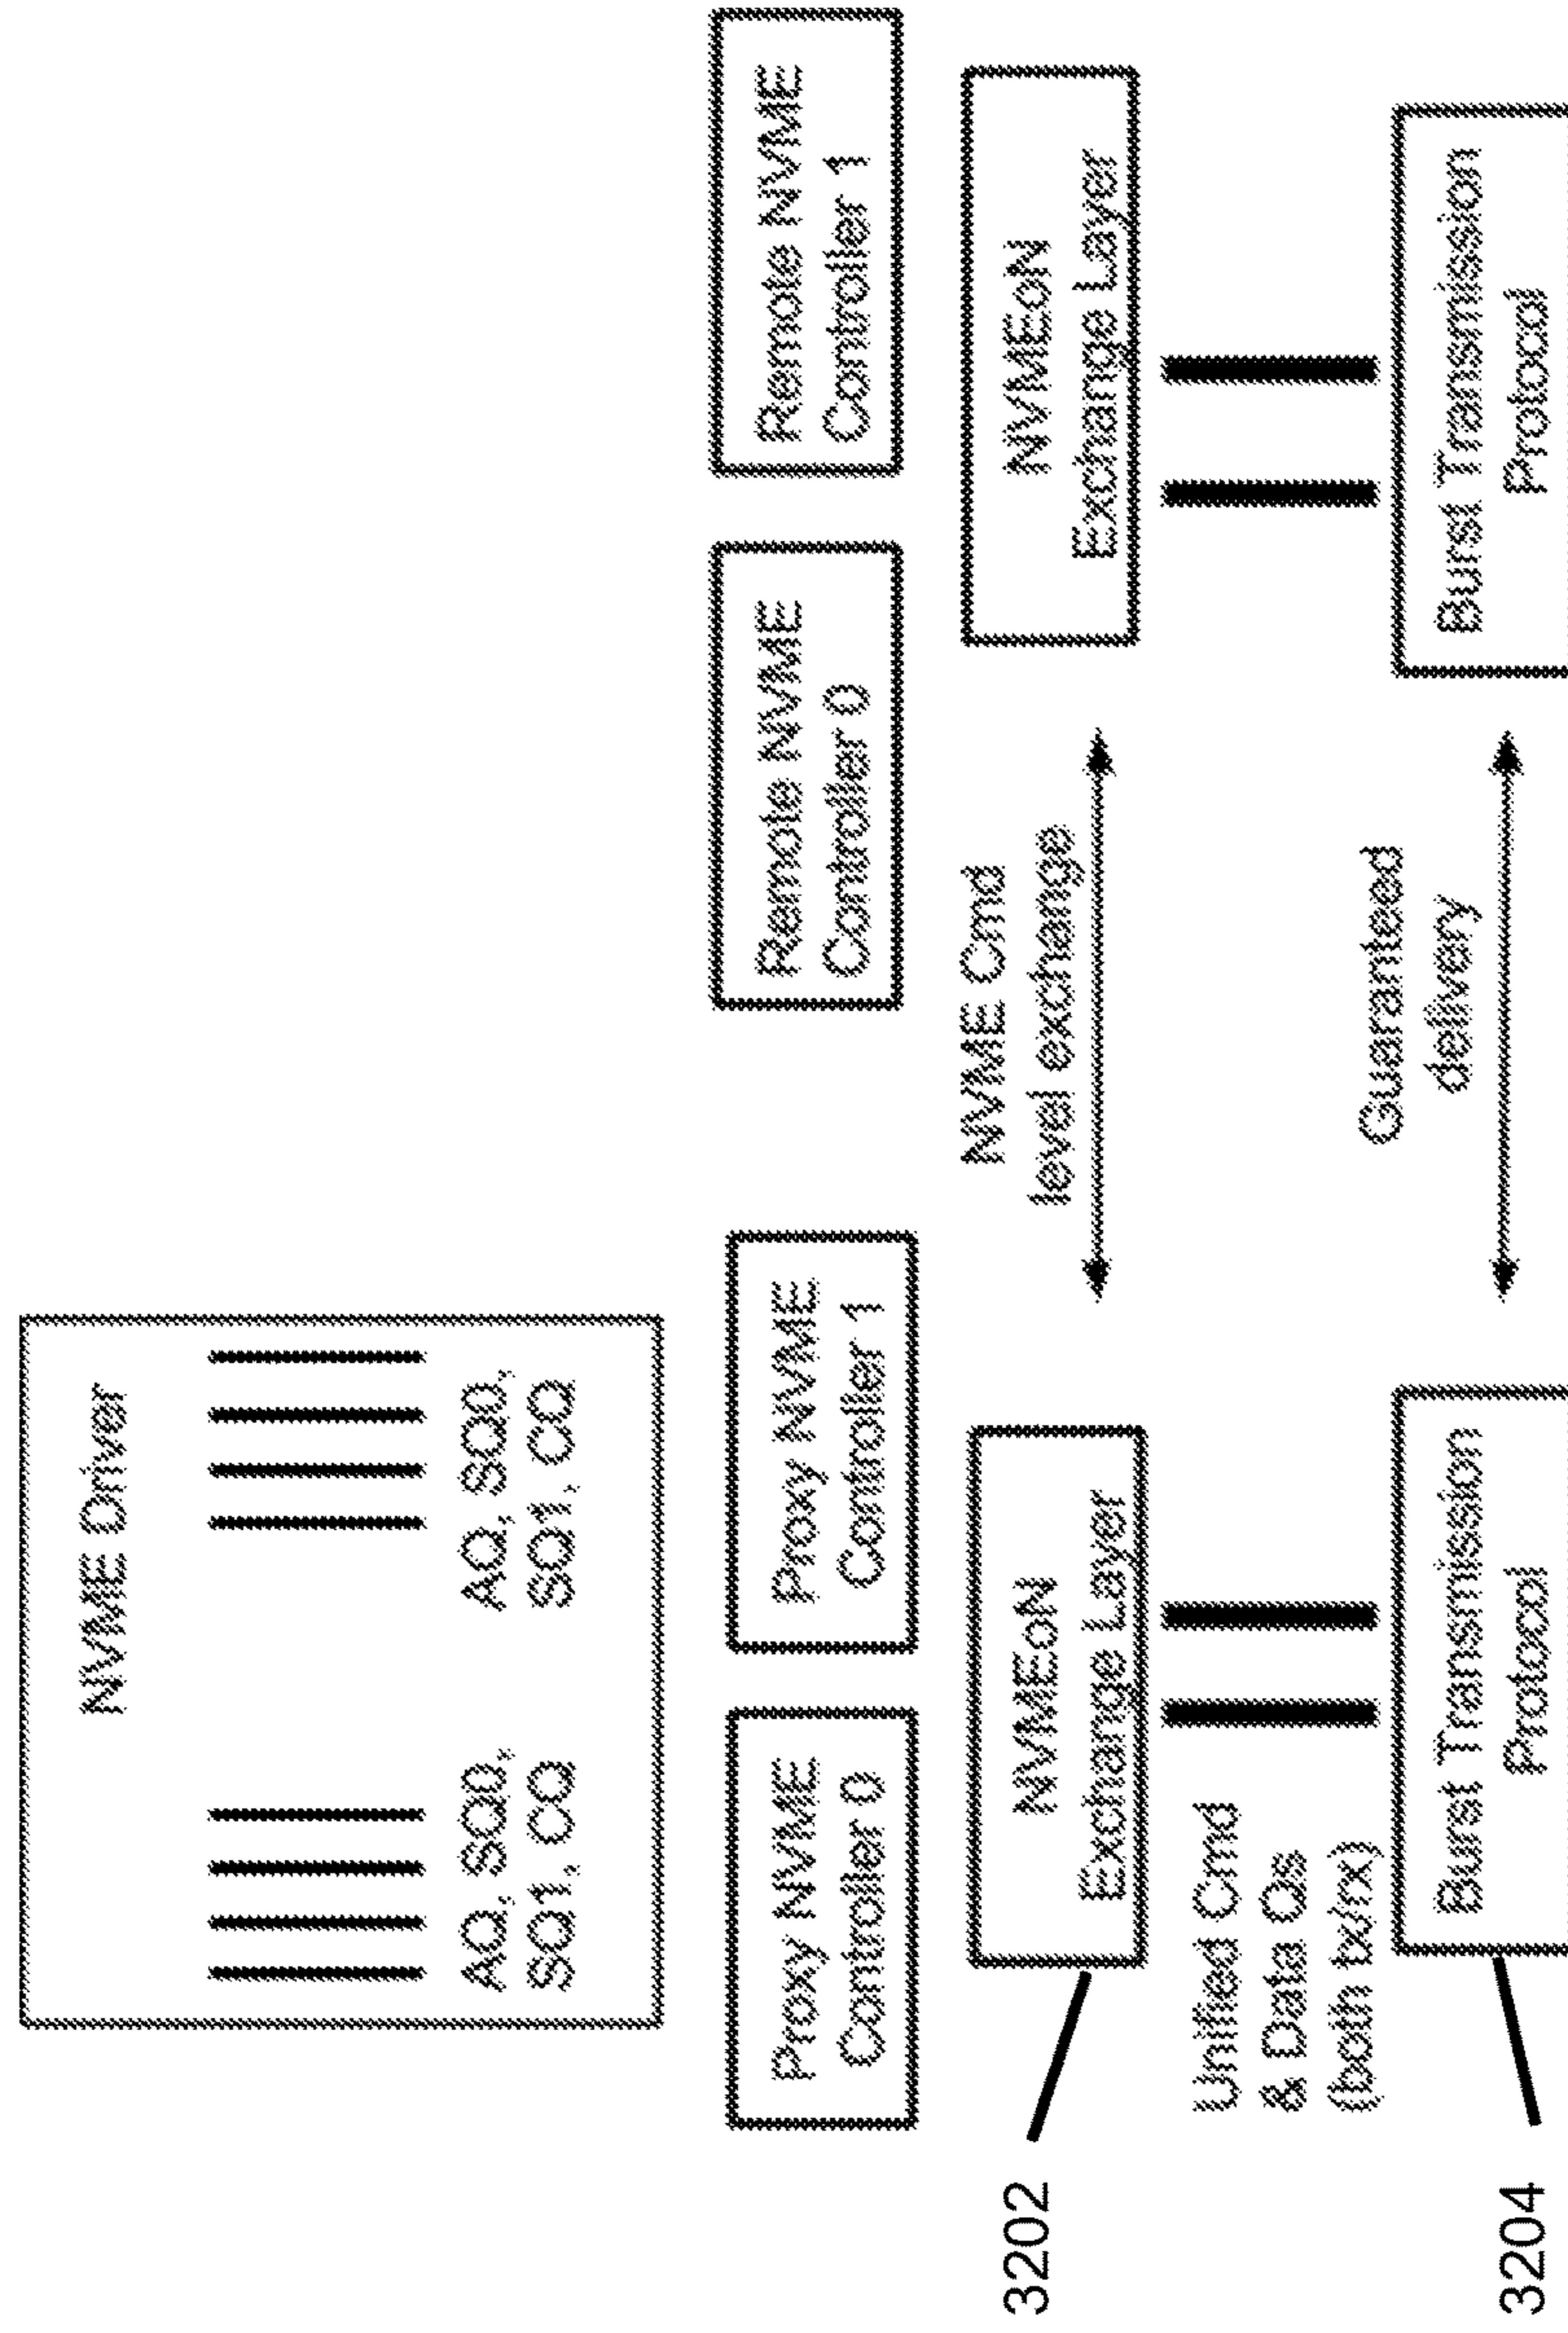 NVME Driver
AQ, SQ0,
SQ1, CQ
AQ, SQ0,
SQ1, CQ
Proxy NVME
Controller 0
Proxy NVME
Controller 1
Remote NVME
Controller 0
Remote NVME
Controller 1
3202
NVMEoN
Exchange Layer
NVME Cmd
level exchange
NVMEoN
Exchange Layer
Unified Cmd
& Data Qs
(both tx/rx)
3204
Burst Transmission
Protocol
Guaranteed
delivery
Burst Transmission
Protocol